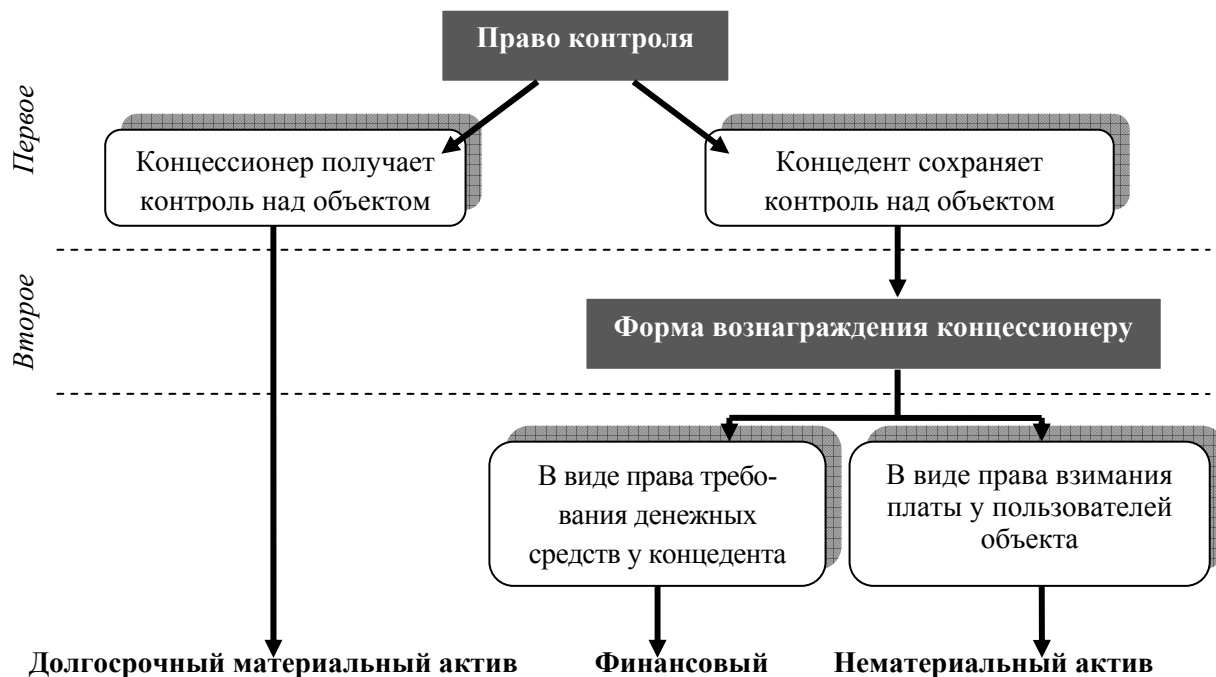 Право контроля
Первое
Концессионер получает
контроль над объектом
Концедент сохраняет
контроль над объектом
Второе
Форма вознаграждения концессионеру
В виде права требо-
вания денежных
средств у концедента
В виде права взимания
платы у пользователей
объекта
Долгосрочный материальный актив
Финансовый
Нематериальный актив